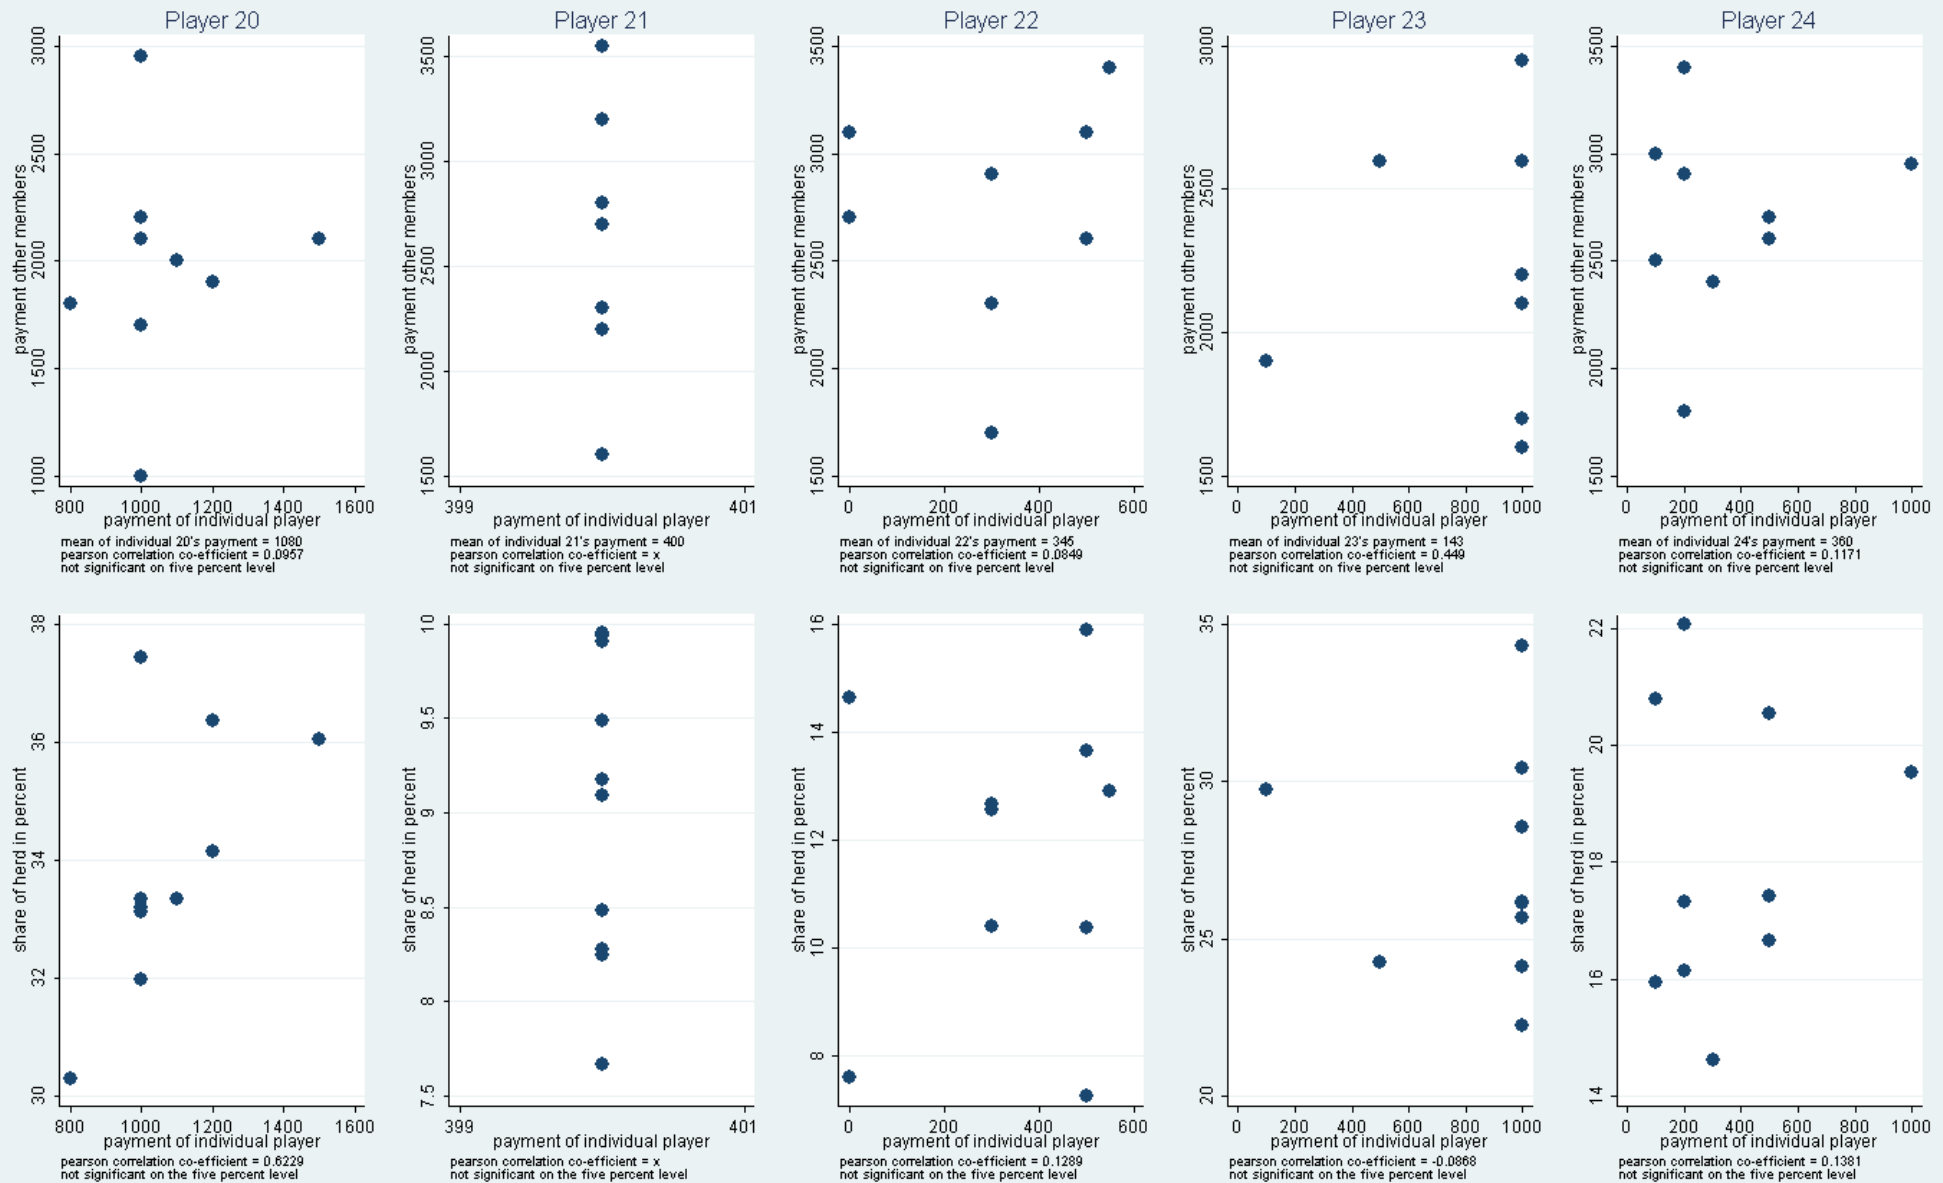 Player 20
payment other members
3000
2500
2000
1500
1000
800 1000 1200 1400 1600
payment of individual player
mean of individual 20's payment = 1080
pearson correlation co-efficient = 0.0957
not significant on five percent level
Player 21
payment other members
3500
3000
2500
2000
1500
399 401
payment of individual player
mean of individual 21's payment = 400
pearson correlation co-efficient = x
not significant on five percent level
Player 22
payment other members
3500
3000
2500
2000
1500
0 200 400 600
payment of individual player
mean of individual 22's payment = 345
pearson correlation co-efficient = 0.0849
not significant on five percent level
Player 23
payment other members
3000
2500
2000
1500
0 200 400 600 800 1000
payment of individual player
mean of individual 23's payment = 143
pearson correlation co-efficient = 0.449
not significant on five percent level
Player 24
payment other members
3500
3000
2500
2000
1500
0 200 400 600 800 1000
payment of individual player
mean of individual 24's payment = 360
pearson correlation co-efficient = 0.1171
not significant on five percent level
share of herd in percent
38
36
34
32
30
800 1000 1200 1400 1600
payment of individual player
pearson correlation co-efficient = 0.6229
not significant on the five percent level
share of herd in percent
10
9.5
9
8.5
8
7.5
399 401
payment of individual player
pearson correlation co-efficient = x
not significant on the five percent level
share of herd in percent
16
14
12
10
8
0 200 400 600
payment of individual player
pearson correlation co-efficient = 0.1289
not significant on the five percent level
share of herd in percent
35
30
25
20
0 200 400 600 800 1000
payment of individual player
pearson correlation co-efficient = -0.0868
not significant on the five percent level
share of herd in percent
22
20
18
16
14
0 200 400 600 800 1000
payment of individual player
pearson correlation co-efficient = 0.1381
not significant on the five percent level